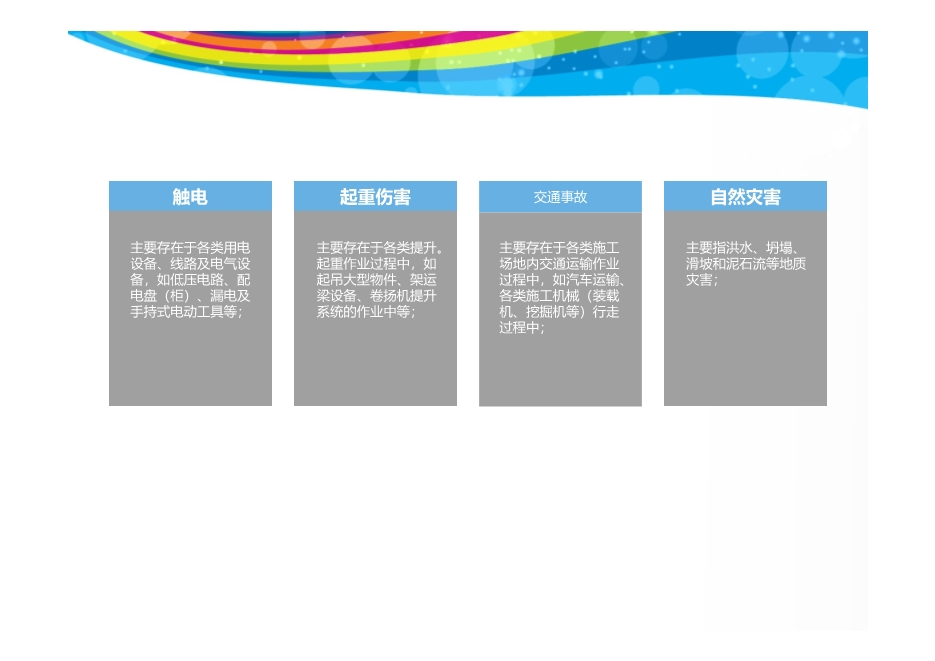 触电
主要存在于各类用电
设备、线路及电气设
备，如低压电路、配
电盘（柜）、漏电及
手持式电动工具等；
起重伤害
主要存在于各类提升。
起重作业过程中，如
起吊大型物件、架运
梁设备、卷扬机提升
系统的作业中等；
交通事故
主要存在于各类施工
场地内交通运输作业
过程中，如汽车运输、
各类施工机械（装载
机、挖掘机等）行走
过程中；
自然灾害
主要指洪水、坍塌、
滑坡和泥石流等地质
灾害；